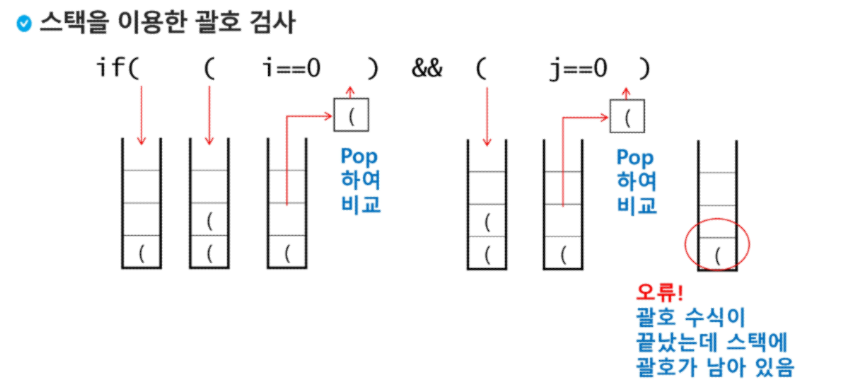 스택을 이용한 괄호 검사
if( ( i==0 ) && ( j==0 )
( (
Pop
하여
비교
Pop
하여
비교
( (
( ( ( ( ( (
오류!
괄호 수식이
끝났는데 스택에
괄호가 남아 있음